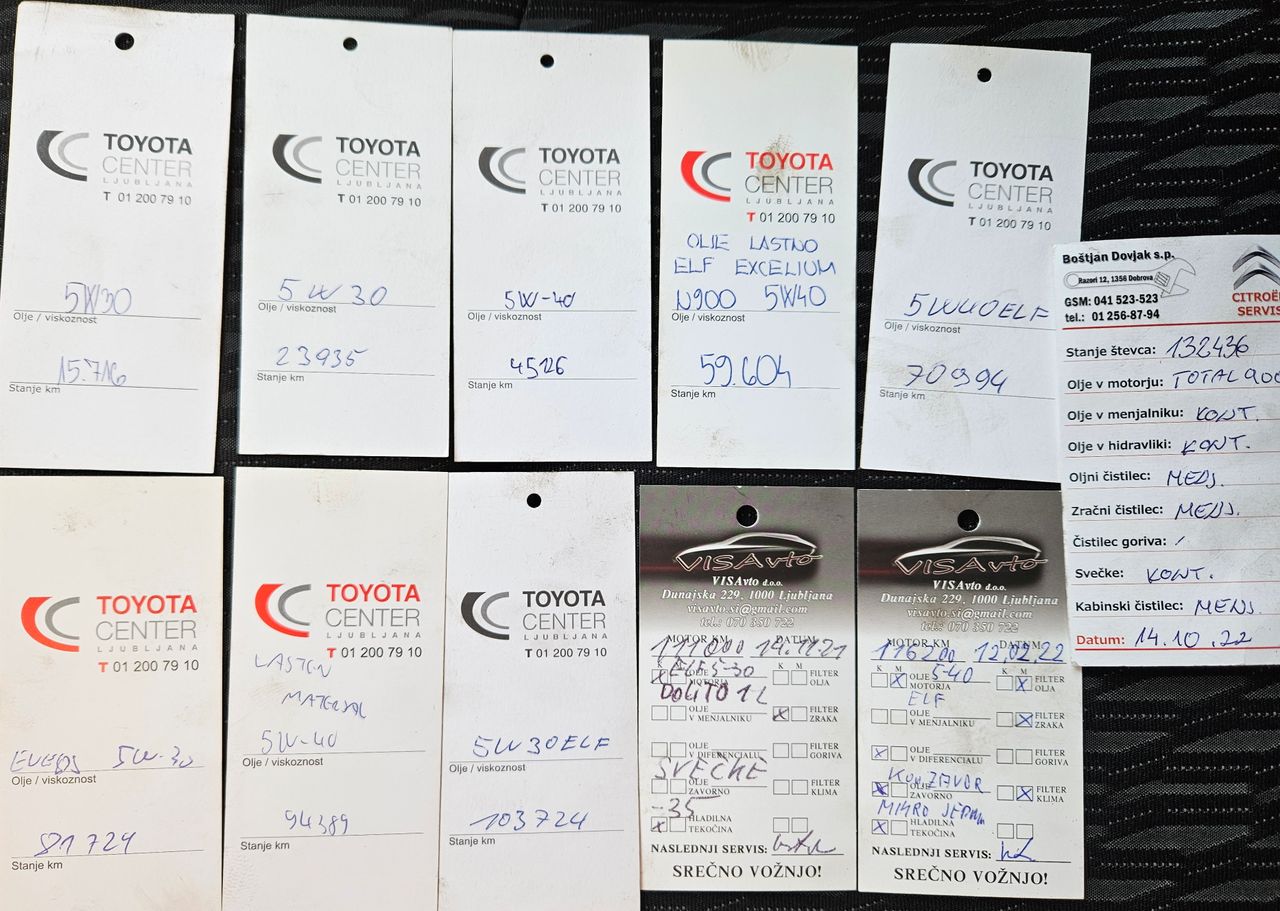 TOYOTA
CENTER
LJUBLJANA
T 01 200 79 10
5W30
Olje / viskoznost
15.716
Stanje km
TOYOTA
CENTER
LJUBLJANA
T 01 200 79 10
5W30
Olje / viskoznost
23935
Stanje km
TOYOTA
CENTER
LJUBLJANA
T 01 200 79 10
5W-40
Olje / viskoznost
45126
Stanje km
TOYOTA
CENTER
LJUBLJANA
T 01 200 79 10
OLJE LASTNO
ELF EXCELIUM
N900 5W40
Olje / viskoznost
59.604
Stanje km
TOYOTA
CENTER
LJUBLJANA
T 01 200 79 10
5W40ELF
Olje / viskoznost
70994
Stanje km
Boštjan Dovjak s.p.
Razori 12, 1356 Dobrova
GSM: 041 523-523
tel.: 01 256-87-94
CITROË
SERVIS
Stanje števca: 132436
Olje v motorju: TOTAL 900
Olje v menjalniku: KONT.
Olje v hidravliki: KONT.
Oljni čistilec: MENJ.
Zračni čistilec: MENJ.
Čistilec goriva: /
Svečke: KONT.
Kabinski čistilec: MENJ.
Datum: 14.10.22
TOYOTA
CENTER
LJUBLJANA
T 01 200 79 10
5W-30
Olje / viskoznost
81724
Stanje km
TOYOTA
CENTER
LJUBLJANA
T 01 200 79 10
LASTEN
MATERIAL
5W-40
Olje / viskoznost
94389
Stanje km
TOYOTA
CENTER
LJUBLJANA
T 01 200 79 10
5W30ELF
Olje / viskoznost
103724
Stanje km
VISAvto
VISAvto d.o.o.
Dunajska 229, 1000 Ljubljana
visavto.si@gmail.com
tel.: 070 350 722
MOTOR KM DATUM
111000 14.11.21
K M K M
ELF 5-30
X OLJE MOTORJA FILTER OLJA
DOLITO 1L
OLJE V MENJALNIKU X FILTER ZRAKA
OLJE V DIFERENCIALU FILTER GORIVA
SVEČKE
OLJE ZAVORNO FILTER KLIMA
-35
X HLADILNA TEKOČINA
NASLEDNJI SERVIS:
SREČNO VOŽNJO!
VISAvto
VISAvto d.o.o.
Dunajska 229, 1000 Ljubljana
visavto.si@gmail.com
tel.: 070 350 722
MOTOR KM DATUM
116200 12.02.22
K M K M
X OLJE MOTORJA 5-40 X FILTER OLJA
ELF
OLJE V MENJALNIKU X FILTER ZRAKA
X OLJE V DIFERENCIALU FILTER GORIVA
KON ZAVOR
X OLJE ZAVORNO X FILTER KLIMA
X HLADILNA TEKOČINA
NASLEDNJI SERVIS:
SREČNO VOŽNJO!